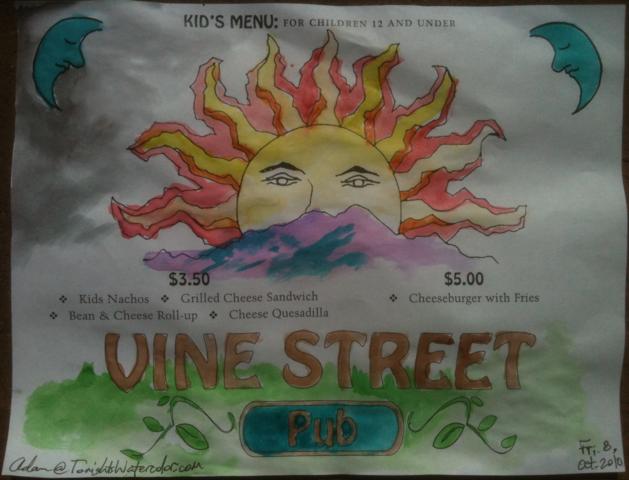 KID'S MENU: FOR CHILDREN 12 AND UNDER
$3.50
❖ Kids Nachos ❖ Grilled Cheese Sandwich
❖ Bean & Cheese Roll-up ❖ Cheese Quesadilla
$5.00
❖ Cheeseburger with Fries
VINE STREET
Pub
Adam @ TonightsWatercolor.com
Fri. 8,
Oct. 2010